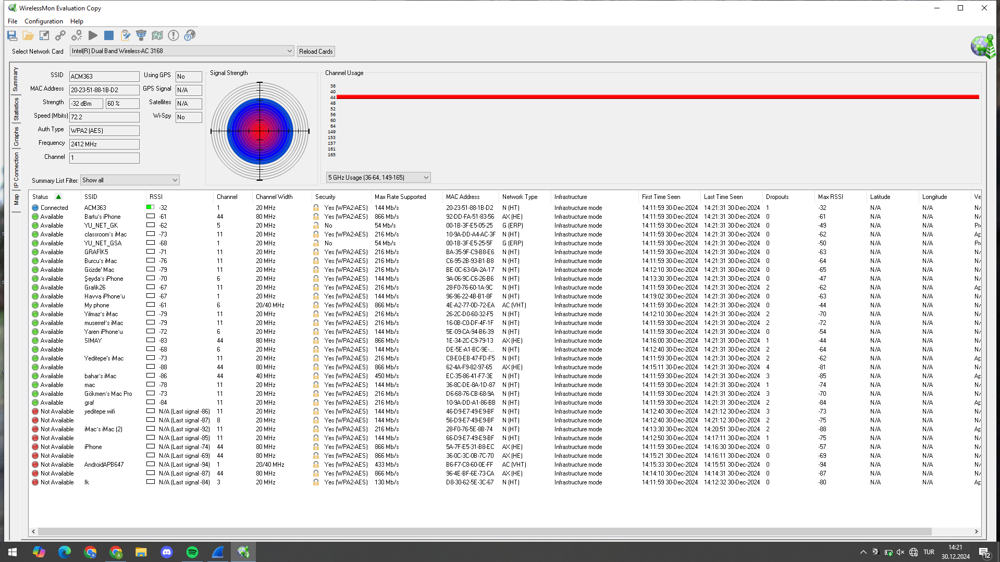 WirelessMon Evaluation Copy
File Configuration Help
Select Network Card Intel(R) Dual Band Wireless-AC 3168 Reload Cards
Summary
Statistics
Graphs
IP Connection
Map
SSID ACM363 Using GPS No
MAC Address 20-23-51-88-1B-D2 GPS Signal N/A
Strength -32 dBm 60 % Satellites N/A
Speed (Mbits) 72.2 Wi-Spy No
Auth Type WPA2 (AES)
Frequency 2412 MHz
Channel 1
Summary List Filter: Show all
Signal Strength
Channel Usage
36
40
44
48
52
56
60
64
149
153
157
161
165
5 GHz Usage (36-64, 149-165)
Status SSID RSSI Channel Channel Width Security Max Rate Supported MAC Address Network Type Infrastructure First Time Seen Last Time Seen Dropouts Max RSSI Latitude Longitude Ve
Connected ACM363 -32 1 20 MHz Yes (WPA2-AES) 144 Mb/s 20-23-51-88-1B-D2 N (HT) Infrastructure mode 14:11:59 30-Dec-2024 14:21:31 30-Dec-2024 1 -32 N/A N/A N/
Available Bartu's iPhone -61 44 80 MHz Yes (WPA2-AES) 866 Mb/s 92-DD-FA-51-83-56 AX (HE) Infrastructure mode 14:11:59 30-Dec-2024 14:21:31 30-Dec-2024 0 -61 N/A N/A N/
Available YU_NET_GK -62 5 20 MHz No 54 Mb/s 00-1B-3F-E5-05-25 G (ERP) Infrastructure mode 14:11:59 30-Dec-2024 14:21:31 30-Dec-2024 0 -49 N/A N/A Pr
Available classroom´s iMac -73 11 20 MHz Yes (WPA2-AES) 216 Mb/s 10-9A-DD-A4-AC-3F N (HT) Infrastructure mode 14:11:59 30-Dec-2024 14:21:31 30-Dec-2024 0 -62 N/A N/A Ap
Available YU_NET_GSA -68 1 20 MHz No 54 Mb/s 00-1B-3F-E5-25-5F G (ERP) Infrastructure mode 14:11:59 30-Dec-2024 14:21:31 30-Dec-2024 0 -50 N/A N/A Pr
Available GRAFİK5 -71 11 20 MHz Yes (WPA2-AES) 216 Mb/s BA-35-9F-C9-B8-E6 N (HT) Infrastructure mode 14:11:59 30-Dec-2024 14:21:31 30-Dec-2024 0 -63 N/A N/A N/
Available Burcu´s iMac -76 11 20 MHz Yes (WPA2-AES) 216 Mb/s C6-95-2B-93-B1-B8 N (HT) Infrastructure mode 14:11:59 30-Dec-2024 14:21:31 30-Dec-2024 0 -64 N/A N/A N/
Available Gözde' Mac -79 11 20 MHz Yes (WPA2-AES) 216 Mb/s BE-0C-63-0A-2A-17 N (HT) Infrastructure mode 14:12:10 30-Dec-2024 14:21:31 30-Dec-2024 0 -65 N/A N/A N/
Available Şeyda´s iPhone -70 6 20 MHz Yes (WPA2-AES) 144 Mb/s 9A-06-9C-C6-26-B6 N (HT) Infrastructure mode 14:13:30 30-Dec-2024 14:21:31 30-Dec-2024 0 -47 N/A N/A N/
Available Grafik26 -67 11 20 MHz Yes (WPA2-AES) 216 Mb/s 28-F0-76-60-1A-9C N (HT) Infrastructure mode 14:11:59 30-Dec-2024 14:21:31 30-Dec-2024 2 -62 N/A N/A Ap
Available Havva iPhone´u -67 1 20 MHz Yes (WPA2-AES) 144 Mb/s 96-96-22-4B-B1-8F N (HT) Infrastructure mode 14:19:02 30-Dec-2024 14:21:31 30-Dec-2024 0 -63 N/A N/A N/
Available My phone -61 6 20/40 MHz Yes (WPA2-AES) 866 Mb/s 4E-A2-77-0D-72-EA AC (VHT) Infrastructure mode 14:11:59 30-Dec-2024 14:21:31 30-Dec-2024 0 -44 N/A N/A N/
Available Yılmaz´s iMac -79 11 20 MHz Yes (WPA2-AES) 216 Mb/s 26-2C-D0-60-32-F5 N (HT) Infrastructure mode 14:12:10 30-Dec-2024 14:21:31 30-Dec-2024 2 -70 N/A N/A N/
Available muserref´s iMac -79 11 20 MHz Yes (WPA2-AES) 216 Mb/s 16-0B-C0-DF-4F-1F N (HT) Infrastructure mode 14:11:59 30-Dec-2024 14:21:31 30-Dec-2024 2 -72 N/A N/A N/
Available Yaren iPhone´u -72 6 20 MHz Yes (WPA2-AES) 144 Mb/s 5E-09-CA-94-B6-39 N (HT) Infrastructure mode 14:11:59 30-Dec-2024 14:21:31 30-Dec-2024 0 -54 N/A N/A N/
Available SIMAY -83 44 80 MHz Yes (WPA2-AES) 866 Mb/s 1E-34-2C-C9-79-13 AX (HE) Infrastructure mode 14:16:00 30-Dec-2024 14:21:31 30-Dec-2024 1 -44 N/A N/A N/
Available -68 6 20 MHz Yes (WPA2-AES) 144 Mb/s DE-5E-A1-BC-9E-... N (HT) Infrastructure mode 14:12:40 30-Dec-2024 14:21:31 30-Dec-2024 2 -64 N/A N/A N/
Available Yeditepe's iMac -73 11 20 MHz Yes (WPA2-AES) 216 Mb/s C8-E0-EB-47-FD-F5 N (HT) Infrastructure mode 14:11:59 30-Dec-2024 14:21:31 30-Dec-2024 2 -62 N/A N/A Ap
Available -88 44 80 MHz Yes (WPA2-AES) 866 Mb/s 62-4A-F9-82-97-65 AX (HE) Infrastructure mode 14:15:11 30-Dec-2024 14:21:31 30-Dec-2024 4 -81 N/A N/A N/
Available bahar´s iMac -86 44 40 MHz Yes (WPA2-AES) 450 Mb/s EC-35-86-41-F7-3E N (HT) Infrastructure mode 14:11:59 30-Dec-2024 14:21:31 30-Dec-2024 3 -85 N/A N/A Ap
Available mac -78 11 20 MHz Yes (WPA2-AES) 144 Mb/s 36-8C-DE-8A-1D-87 N (HT) Infrastructure mode 14:11:59 30-Dec-2024 14:21:31 30-Dec-2024 1 -74 N/A N/A N/
Available Gökmen´s Mac Pro -73 11 20 MHz Yes (WPA2-AES) 216 Mb/s D6-68-76-CB-68-9A N (HT) Infrastructure mode 14:11:59 30-Dec-2024 14:21:31 30-Dec-2024 3 -70 N/A N/A N/
Available graf -84 11 20 MHz Yes (WPA2-AES) 216 Mb/s 10-9A-DD-A1-86-BB N (HT) Infrastructure mode 14:11:59 30-Dec-2024 14:21:31 30-Dec-2024 2 -84 N/A N/A Ap
Not Available yeditepe wifi N/A (Last signal -86) 11 20 MHz Yes (WPA2-AES) 144 Mb/s 46-D9-E7-49-E9-BF N (HT) Infrastructure mode 14:12:40 30-Dec-2024 14:21:12 30-Dec-2024 3 -73 N/A N/A N/
Not Available N/A (Last signal -87) 8 20 MHz Yes (WPA2-AES) 144 Mb/s 56-D9-E7-49-E9-BF N (HT) Infrastructure mode 14:12:40 30-Dec-2024 14:21:12 30-Dec-2024 2 -75 N/A N/A N/
Not Available iMac´s iMac (2) N/A (Last signal -92) 11 20 MHz Yes (WPA2-AES) 216 Mb/s 28-F0-76-5E-8B-74 N (HT) Infrastructure mode 14:13:30 30-Dec-2024 14:20:51 30-Dec-2024 2 -88 N/A N/A Ap
Not Available N/A (Last signal -85) 11 20 MHz Yes (WPA2-AES) 144 Mb/s 66-D9-E7-49-E9-BF N (HT) Infrastructure mode 14:12:50 30-Dec-2024 14:17:11 30-Dec-2024 1 -75 N/A N/A N/
Not Available iPhone N/A (Last signal -74) 44 80 MHz Yes (WPA2-AES) 866 Mb/s 5A-7F-E5-31-B8-EC AX (HE) Infrastructure mode 14:11:59 30-Dec-2024 14:16:30 30-Dec-2024 0 -57 N/A N/A N/
Not Available N/A (Last signal -69) 44 80 MHz Yes (WPA2-AES) 866 Mb/s 36-0C-3C-0B-7C-70 AX (HE) Infrastructure mode 14:15:21 30-Dec-2024 14:16:11 30-Dec-2024 0 -69 N/A N/A N/
Not Available AndroidAPB647 N/A (Last signal -94) 1 20/40 MHz Yes (WPA2-AES) 433 Mb/s B6-F7-C8-60-0E-FF AC (VHT) Infrastructure mode 14:15:33 30-Dec-2024 14:15:51 30-Dec-2024 0 -94 N/A N/A N/
Not Available N/A (Last signal -87) 44 80 MHz Yes (WPA2-AES) 866 Mb/s 96-4E-BF-6E-73-CA AX (HE) Infrastructure mode 14:14:10 30-Dec-2024 14:14:31 30-Dec-2024 0 -87 N/A N/A N/
Not Available fk N/A (Last signal -84) 3 20 MHz Yes (WPA2-AES) 130 Mb/s D8-30-62-5E-3C-67 N (HT) Infrastructure mode 14:11:59 30-Dec-2024 14:12:32 30-Dec-2024 0 -80 N/A N/A Ap
TUR 14:21
30.12.2024 12